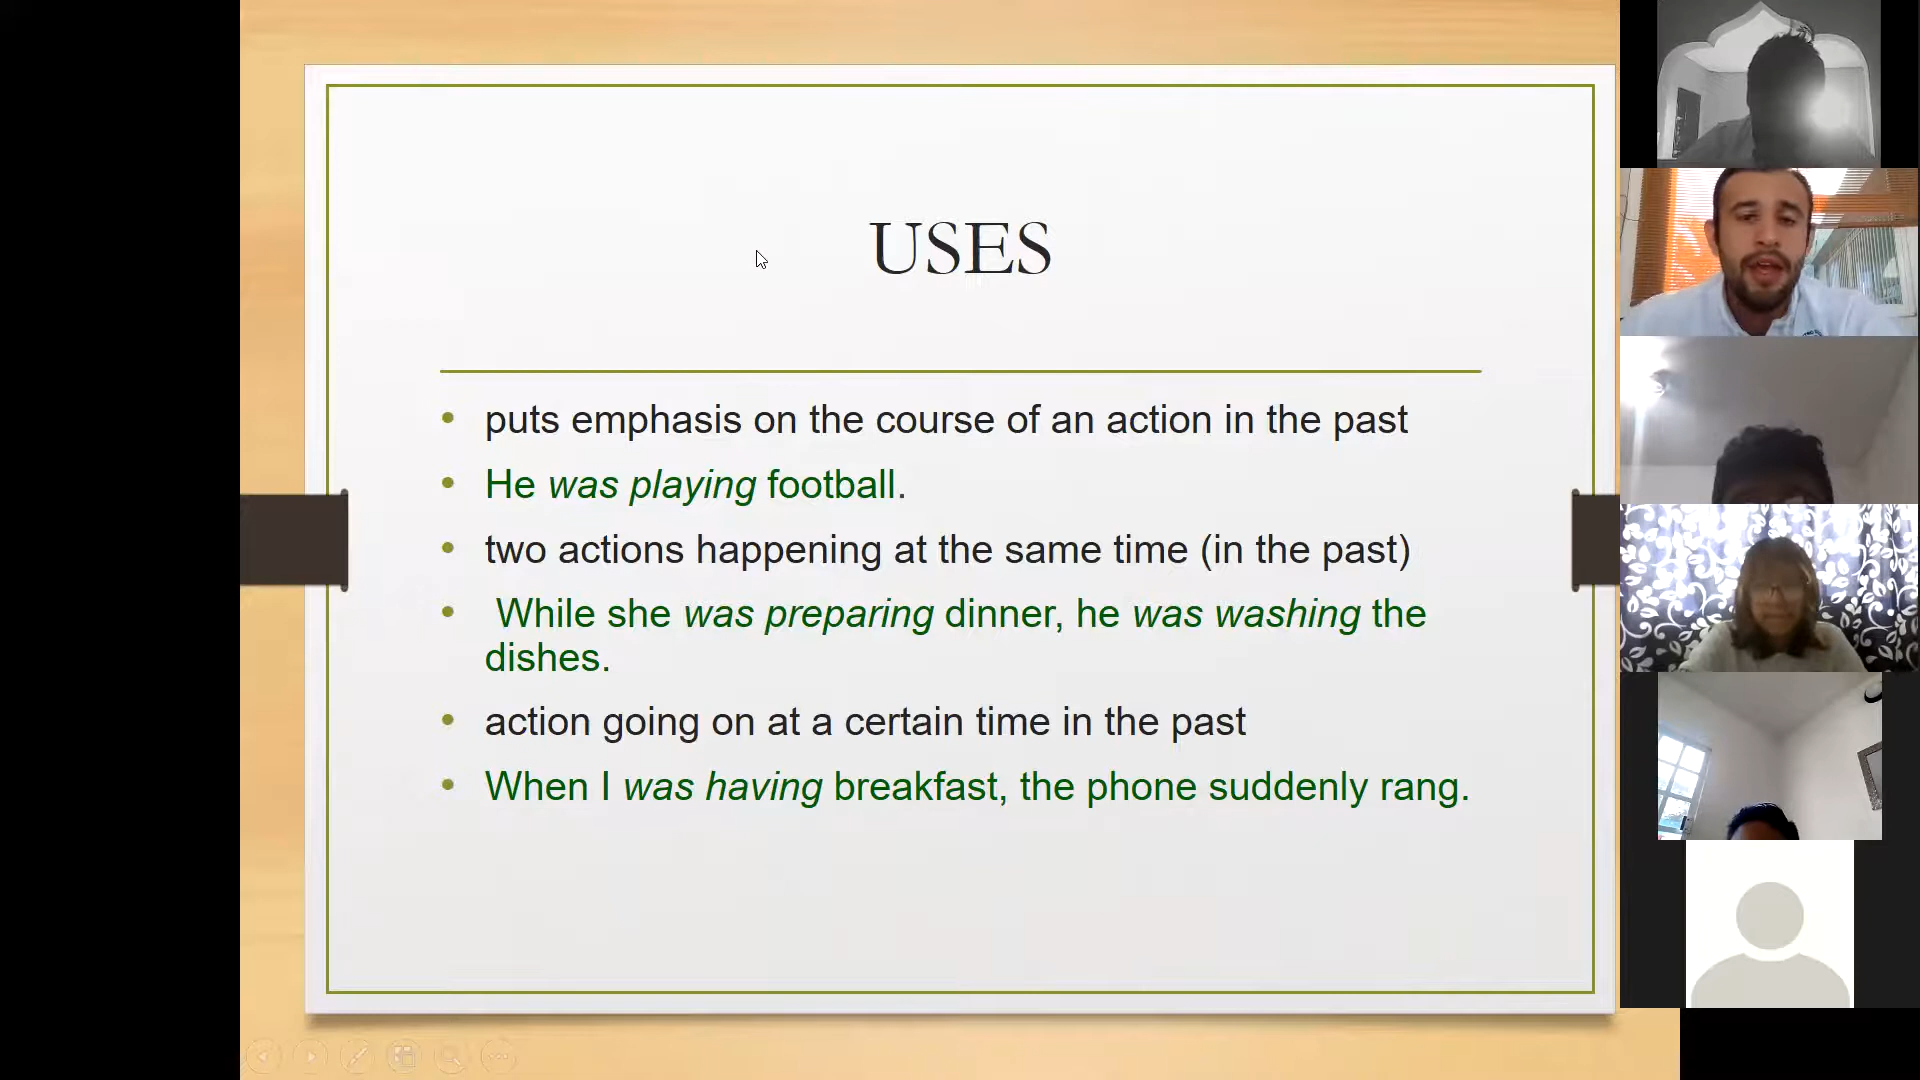 USES
puts emphasis on the course of an action in the past
He was playing football.
two actions happening at the same time (in the past)
While she was preparing dinner, he was washing the
dishes.
action going on at a certain time in the past
When I was having breakfast, the phone suddenly rang.